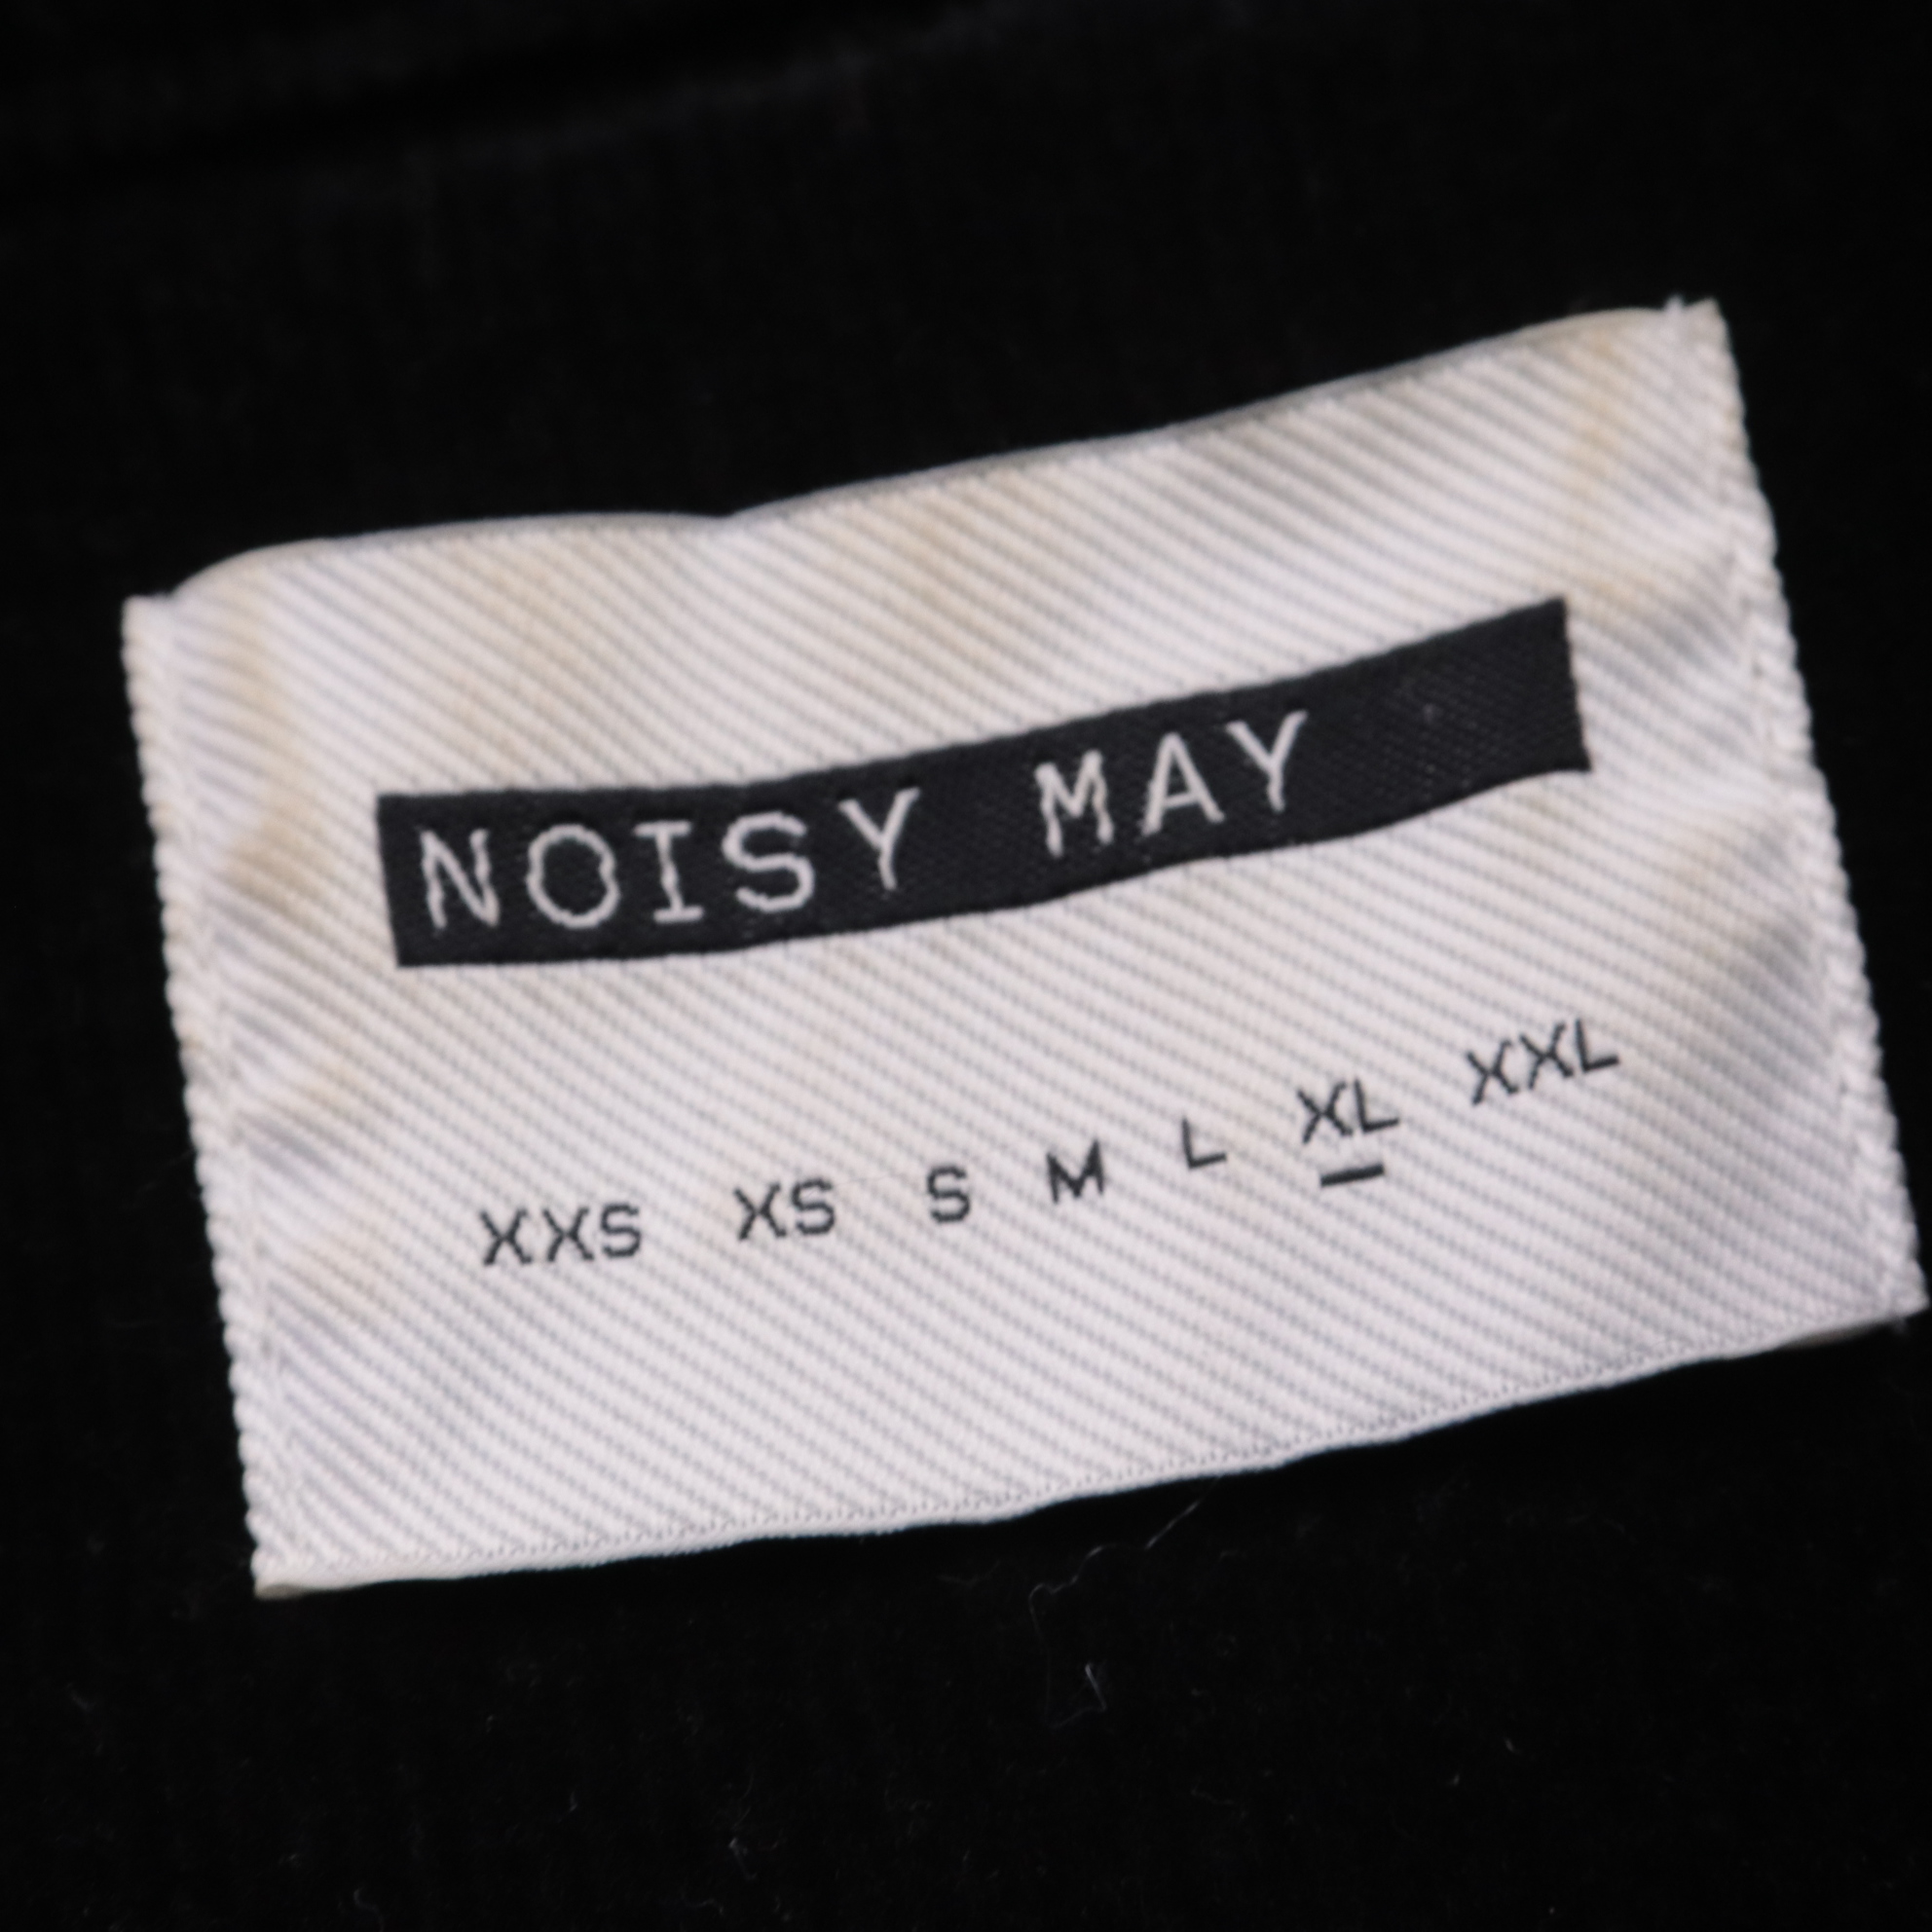 NOISY MAY
XXS XS S M L XL XXL